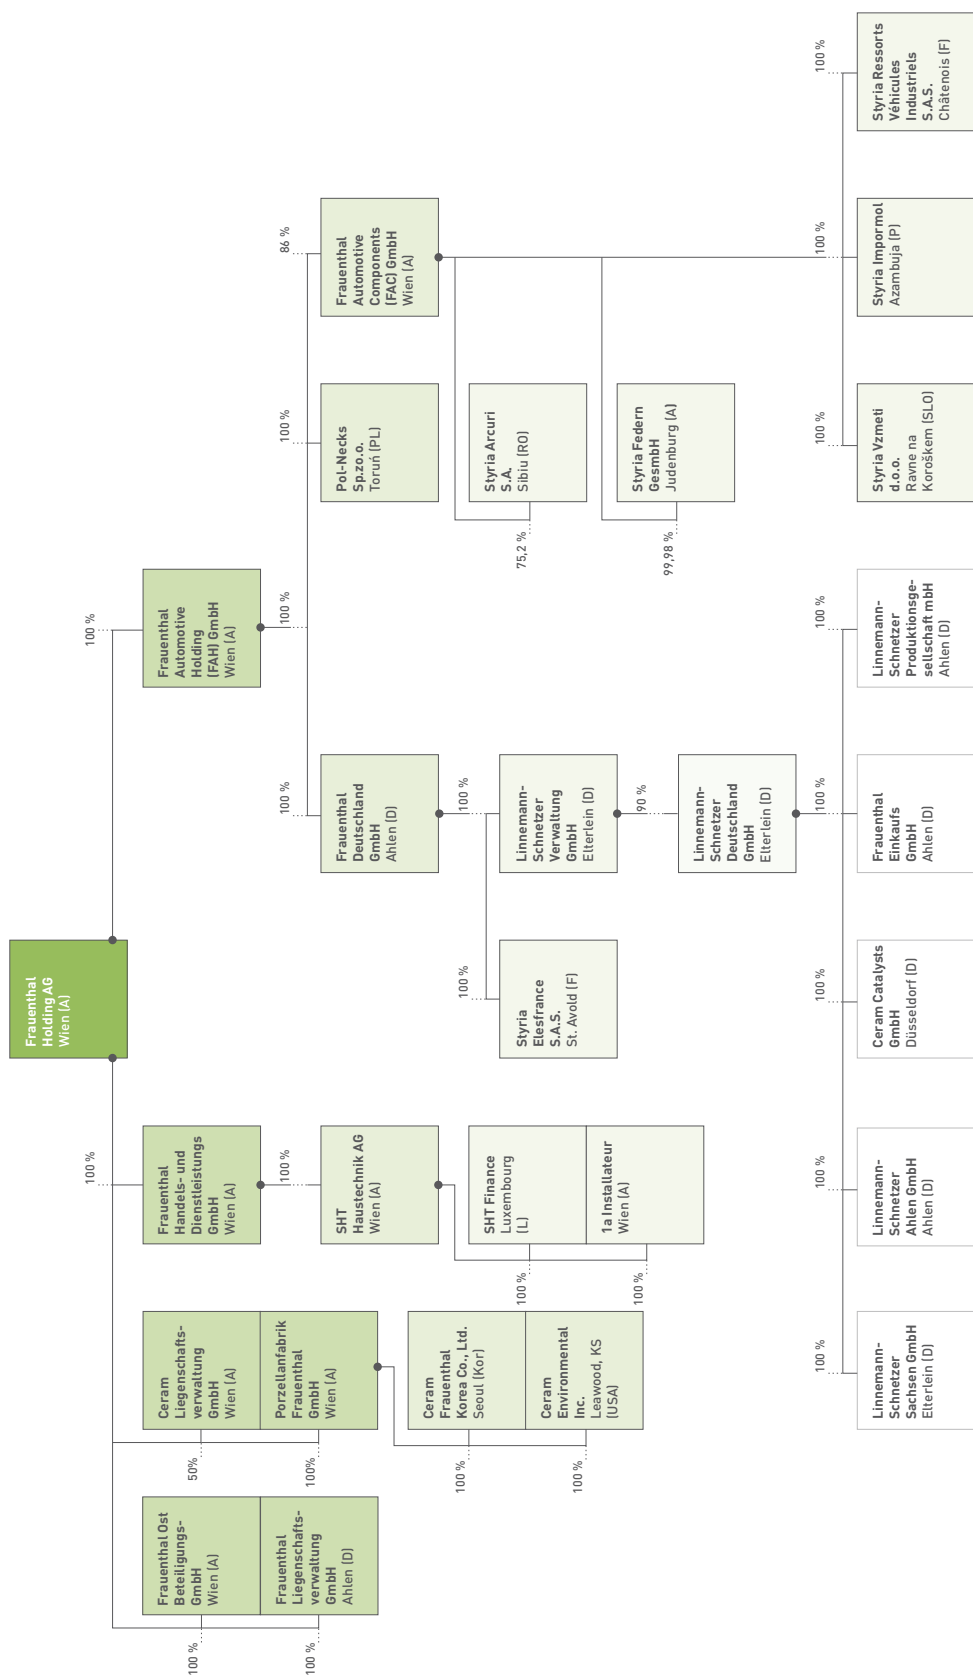 Frauenthal
Holding AG
Wien (A)
100 %
100 %
100 %
Frauenthal Ost
Beteiligungs-
GmbH
Wien (A)
100 %
Frauenthal
Liegenschafts-
verwaltung
GmbH
Ahlen (D)
50%
Ceram
Liegenschafts-
verwaltung
GmbH
Wien (A)
100%
Porzellanfabrik
Frauenthal
GmbH
Wien (A)
Frauenthal
Handels- und
Dienstleistungs
GmbH
Wien (A)
Frauenthal
Automotive
Holding
(FAH) GmbH
Wien (A)
100 %
100 %
100 %
100 %
86 %
SHT
Haustechnik AG
Wien (A)
Frauenthal
Deutschland
GmbH
Ahlen (D)
Pol-Necks
Sp.zo.o.
Toruń (PL)
Frauenthal
Automotive
Components
(FAC) GmbH
Wien (A)
100 %
Ceram
Frauenthal
Korea Co., Ltd.
Seoul (Kor)
100 %
Ceram
Environmental
Inc.
Leawood, KS
(USA)
100 %
SHT Finance
Luxembourg
(L)
100 %
1a Installateur
Wien (A)
100 %
100 %
Styria
Elesfrance
S.A.S.
St. Avold (F)
Linnemann-
Schnetzer
Verwaltung
GmbH
Elterlein (D)
75,2 %
Styria Arcuri
S.A.
Sibiu (RO)
90 %
99,98 %
Styria Federn
GesmbH
Judenburg (A)
Linnemann-
Schnetzer
Deutschland
GmbH
Elterlein (D)
100 %
100 %
100 %
100 %
100 %
100 %
100 %
100 %
Linnemann-
Schnetzer
Sachsen GmbH
Elterlein (D)
Linnemann-
Schnetzer
Ahlen GmbH
Ahlen (D)
Ceram Catalysts
GmbH
Düsseldorf (D)
Frauenthal
Einkaufs
GmbH
Ahlen (D)
Linnemann-
Schnetzer
Produktionsge-
sellschaft mbH
Ahlen (D)
Styria Vzmeti
d.o.o.
Ravne na
Koroškem (SLO)
Styria Impormol
Azambuja (P)
Styria Ressorts
Véhicules
Industriels
S.A.S.
Châtenois (F)